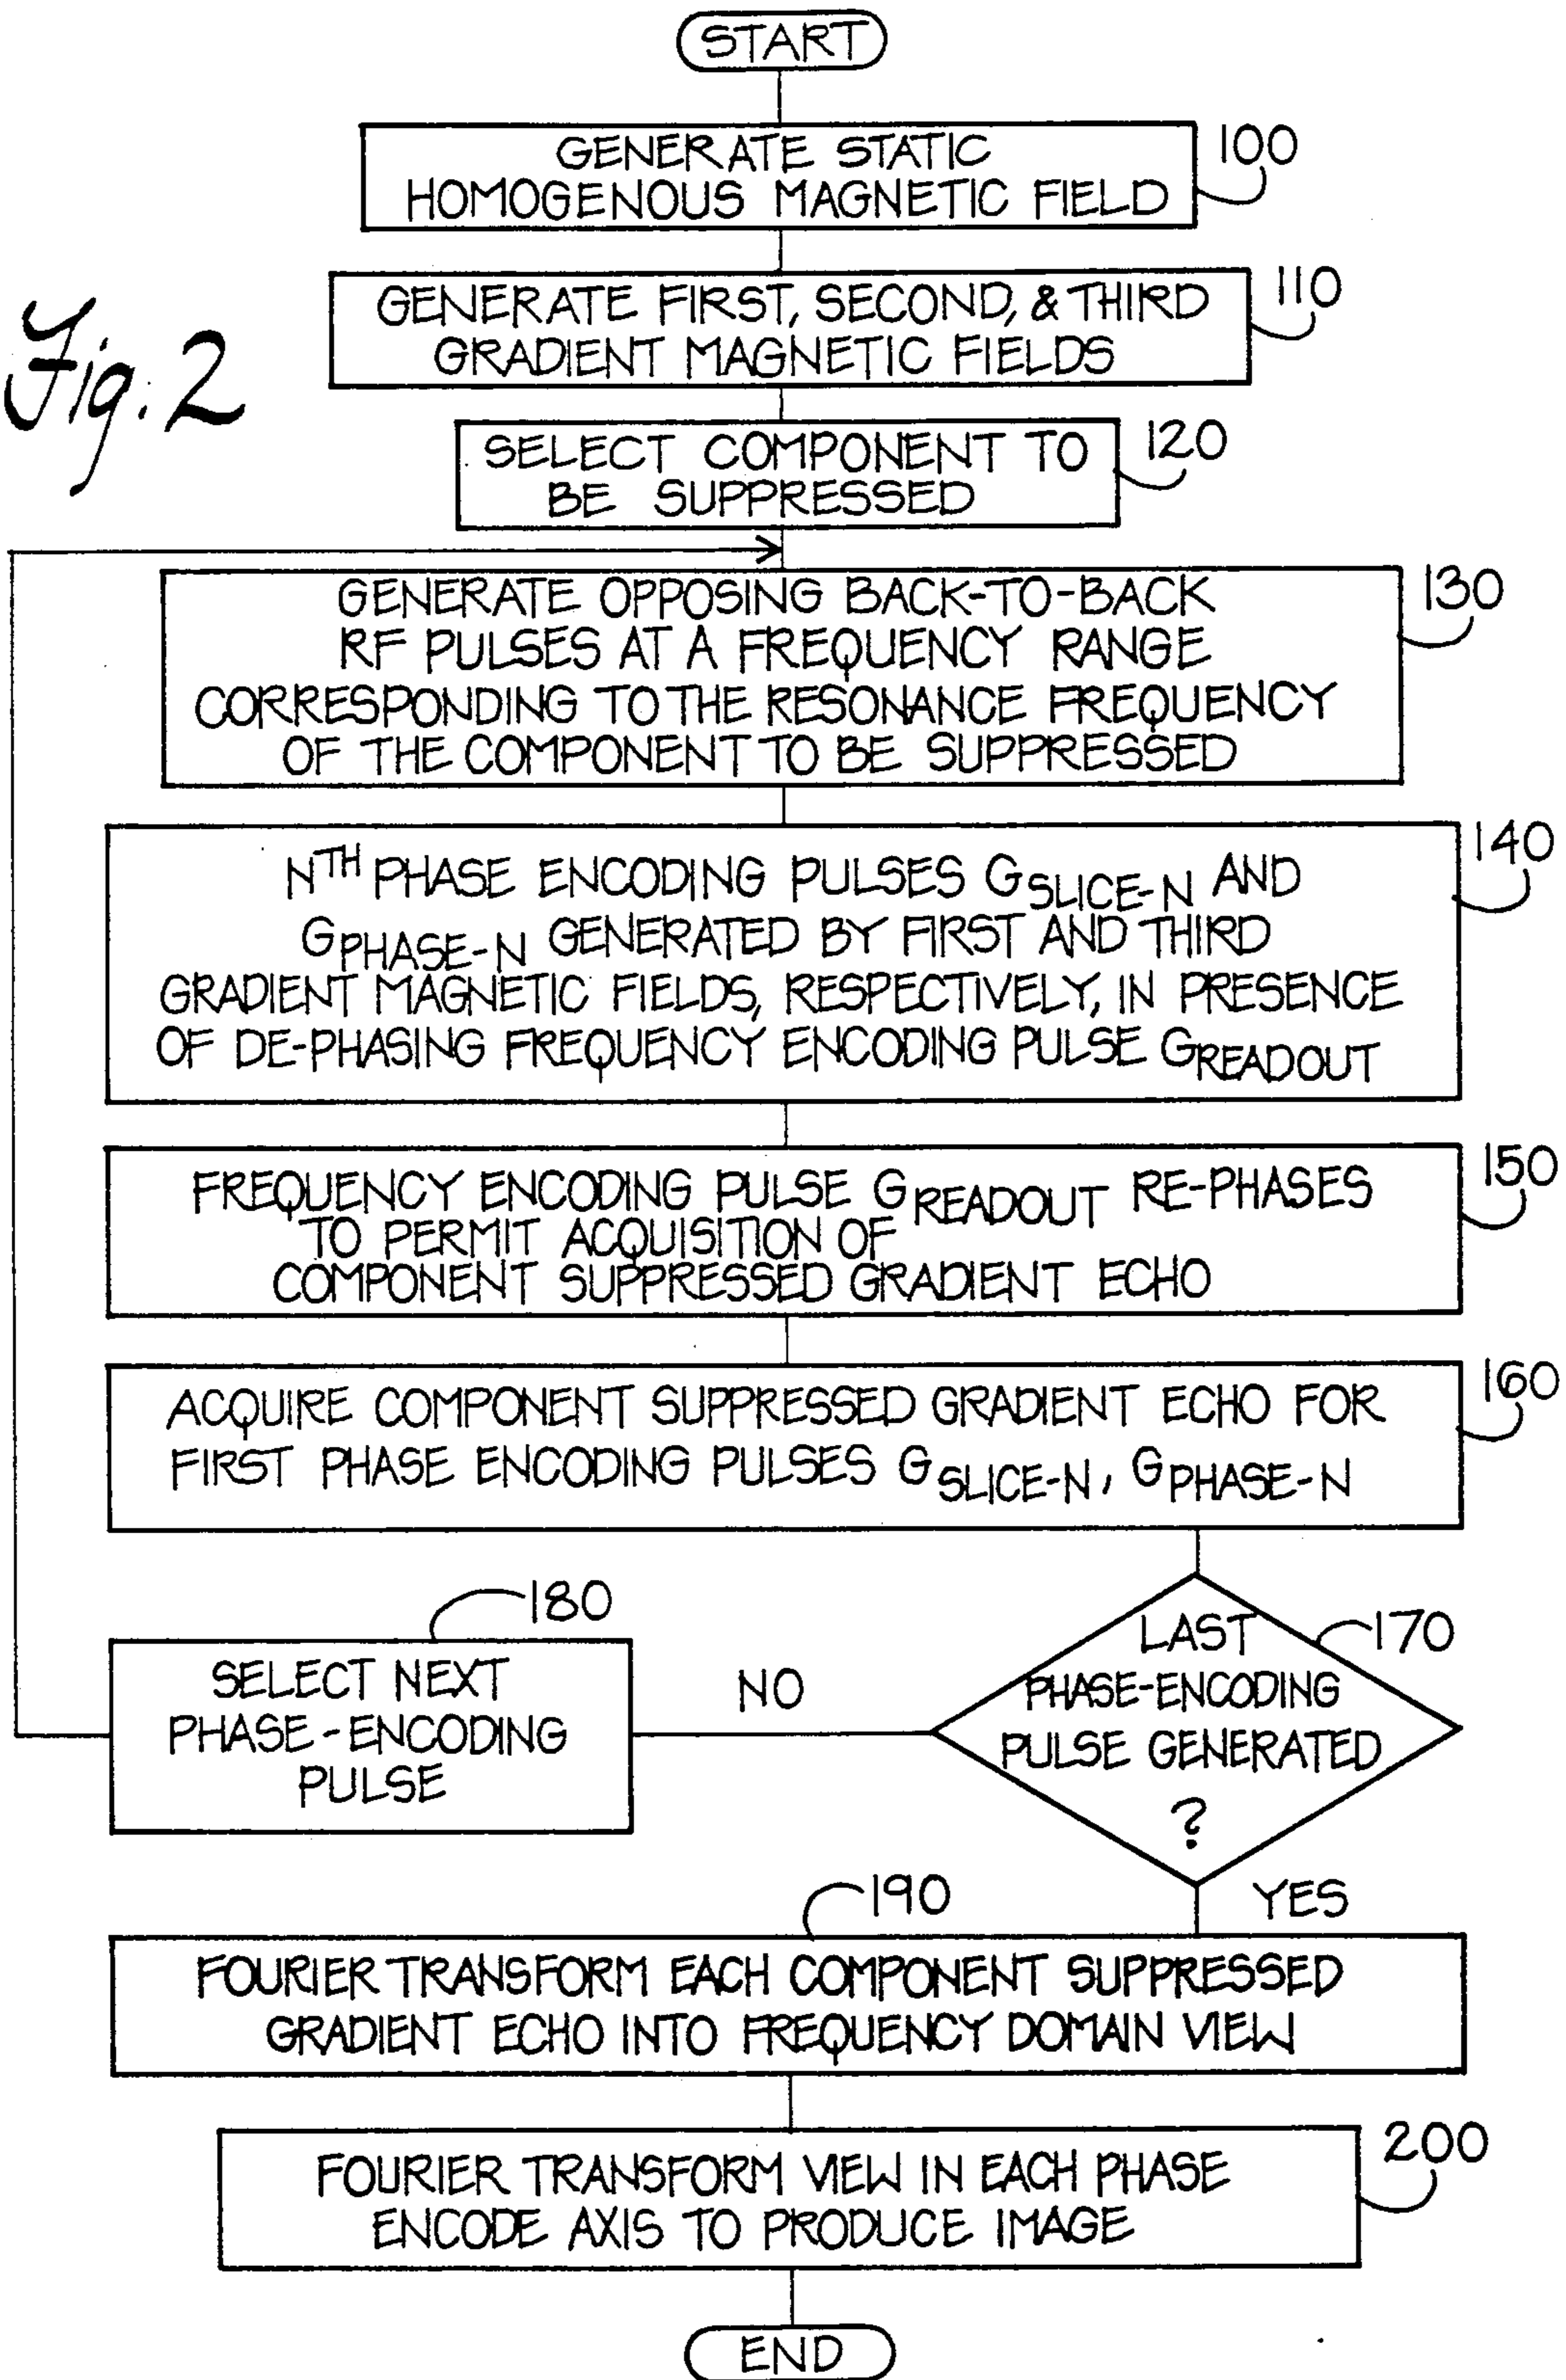 START
GENERATE STATIC
HOMOGENOUS MAGNETIC FIELD
100
GENERATE FIRST, SECOND, & THIRD
GRADIENT MAGNETIC FIELDS
110
Fig. 2
SELECT COMPONENT TO
BE SUPPRESSED
120
GENERATE OPPOSING BACK-TO-BACK
RF PULSES AT A FREQUENCY RANGE
CORRESPONDING TO THE RESONANCE FREQUENCY
OF THE COMPONENT TO BE SUPPRESSED
130
NTH PHASE ENCODING PULSES GSLICE-N AND
GPHASE-N GENERATED BY FIRST AND THIRD
GRADIENT MAGNETIC FIELDS, RESPECTIVELY, IN PRESENCE
OF DE-PHASING FREQUENCY ENCODING PULSE GREADOUT
140
FREQUENCY ENCODING PULSE GREADOUT RE-PHASES
TO PERMIT ACQUISITION OF
COMPONENT SUPPRESSED GRADIENT ECHO
150
ACQUIRE COMPONENT SUPPRESSED GRADIENT ECHO FOR
FIRST PHASE ENCODING PULSES GSLICE-N, GPHASE-N
160
LAST
PHASE-ENCODING
PULSE GENERATED
?
170
NO
180
SELECT NEXT
PHASE-ENCODING
PULSE
YES
190
FOURIER TRANSFORM EACH COMPONENT SUPPRESSED
GRADIENT ECHO INTO FREQUENCY DOMAIN VIEW
FOURIER TRANSFORM VIEW IN EACH PHASE
ENCODE AXIS TO PRODUCE IMAGE
200
END